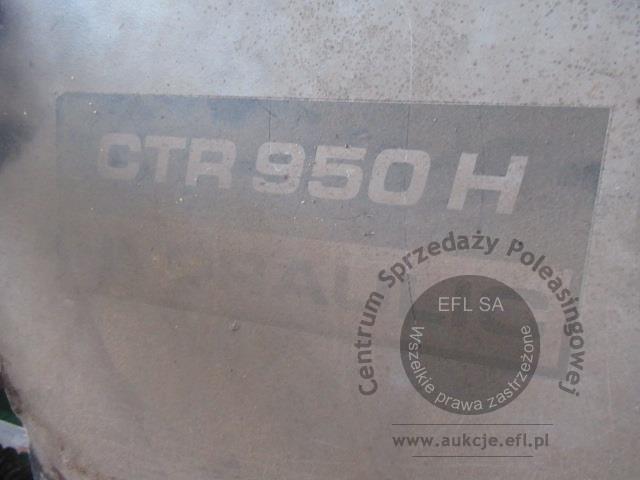 CTR 950 H
Centrum Sprzedaży Poleasingowej
EFL SA
Wszelkie prawa zastrzeżone
www.aukcje.efl.pl